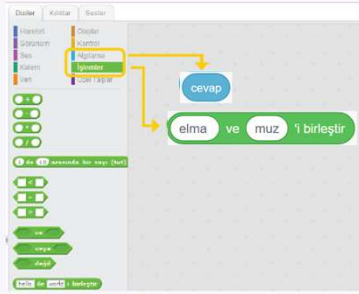 Diziler Kılıklar Sesler
Hareket Olaylar
Görünüm Kontrol
Ses Algılama
Kalem İşlemler
Veri Özel Taşlar
cevap
elma ve muz 'i birleştir
1 ile 10 arasında bir sayı (tut)
<
=
>
ve
veya
değil
hello ile world i birleştir